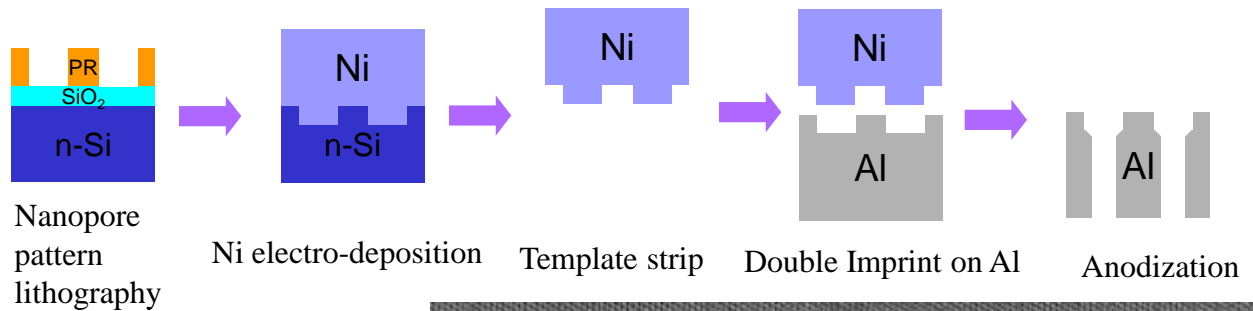 PR
SiO₂
n-Si
Ni
n-Si
Ni
Ni
Al
Al
Nanopore
pattern
lithography
Ni electro-deposition
Template strip
Double Imprint on Al
Anodization